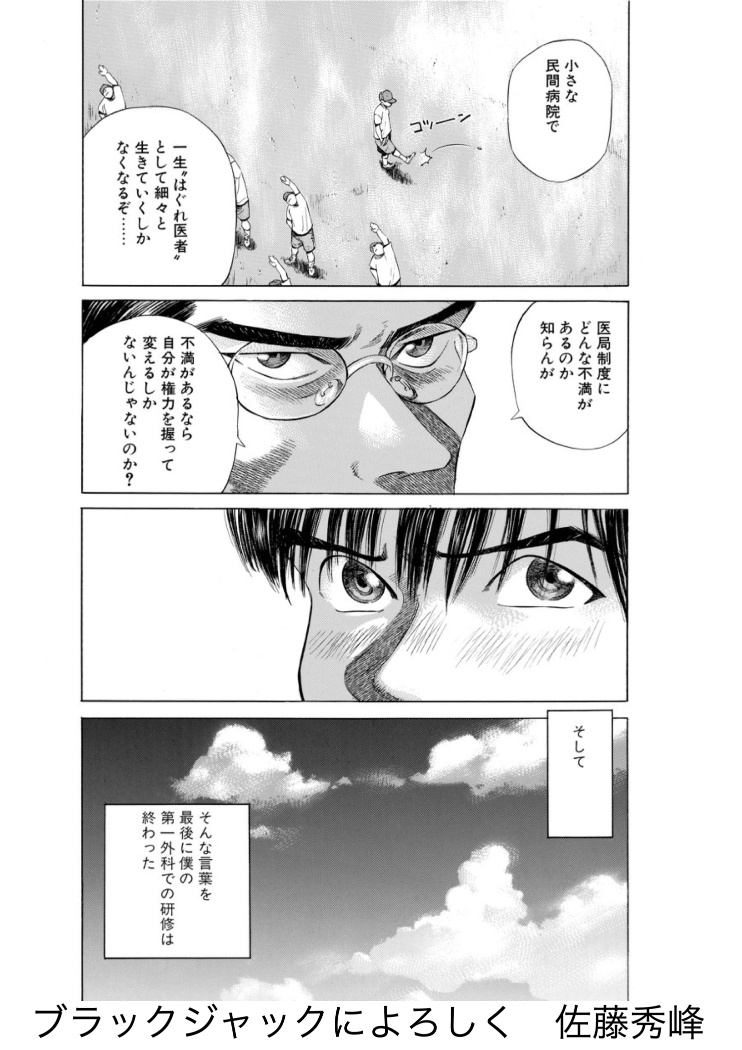 小さな
民間病院で
コツーン
一生〝はぐれ医者〟
として細々と
生きていくしか
なくなるぞ……
医局制度に
どんな不満が
あるのか
知らんが
不満があるなら
自分が権力を握って
変えるしか
ないんじゃないのか？
そして
そんな言葉を
最後に僕の
第一外科での研修は
終わった
ブラックジャックによろしく　佐藤秀峰